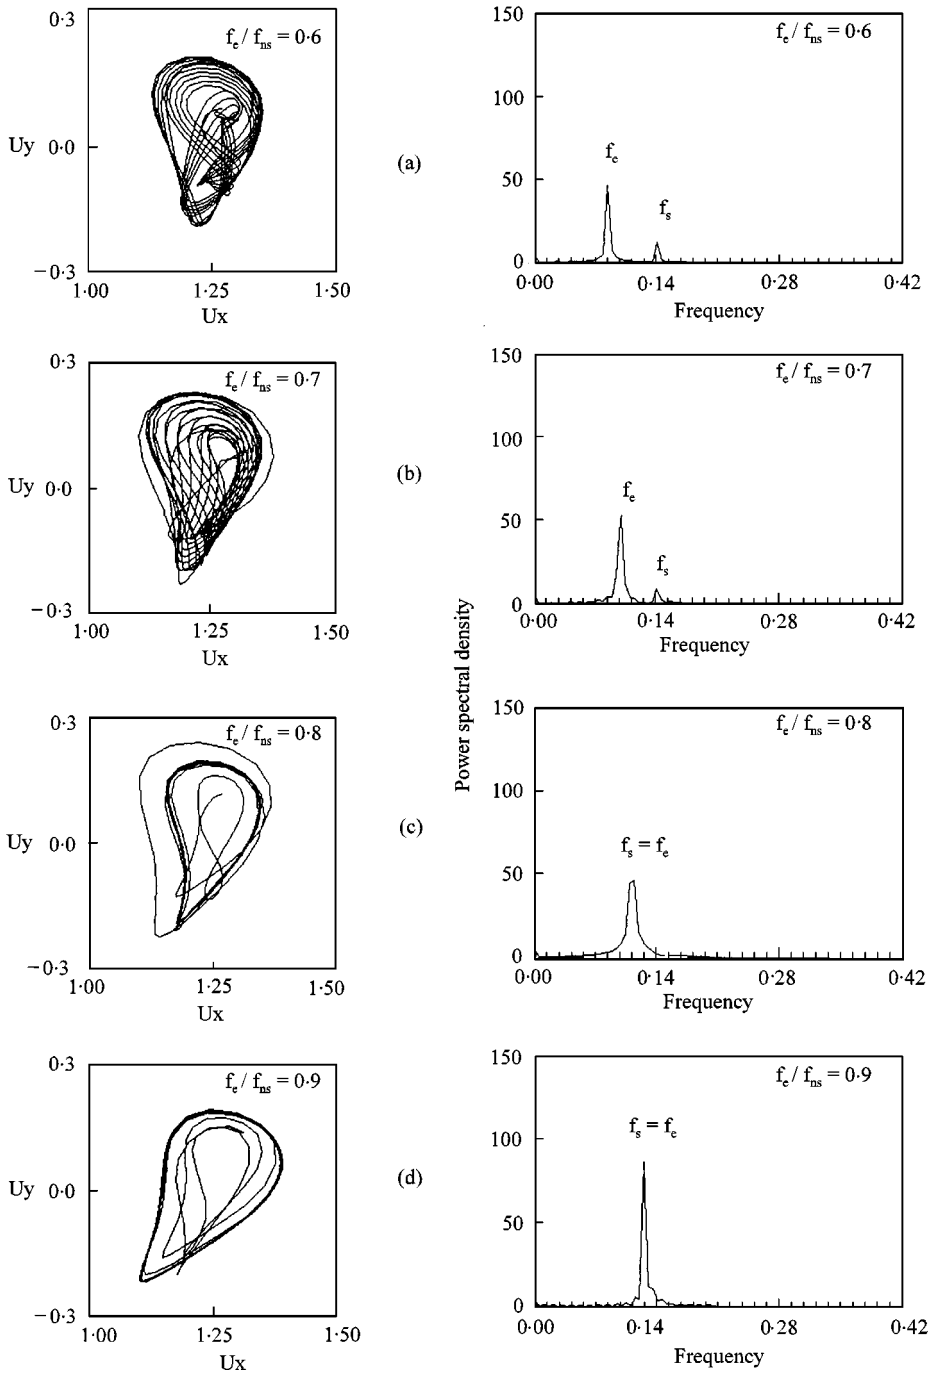 0·3
fe / fns = 0·6
Uy 0·0
−0·3
1·00 1·25 1·50
Ux
(a)
150
fe / fns = 0·6
100
fe
50
fs
0
0·00 0·14 0·28 0·42
Frequency
0·3
fe / fns = 0·7
Uy 0·0
−0·3
1·00 1·25 1·50
Ux
(b)
150
fe / fns = 0·7
100
fe
50
fs
0
0·00 0·14 0·28 0·42
Frequency
Power spectral density
0·3
fe / fns = 0·8
Uy 0·0
−0·3
1·00 1·25 1·50
Ux
(c)
150
fe / fns = 0·8
100
fs = fe
50
0
0·00 0·14 0·28 0·42
Frequency
0·3
fe / fns = 0·9
Uy 0·0
−0·3
1·00 1·25 1·50
Ux
(d)
150
fe / fns = 0·9
fs = fe
100
50
0
0·00 0·14 0·28 0·42
Frequency